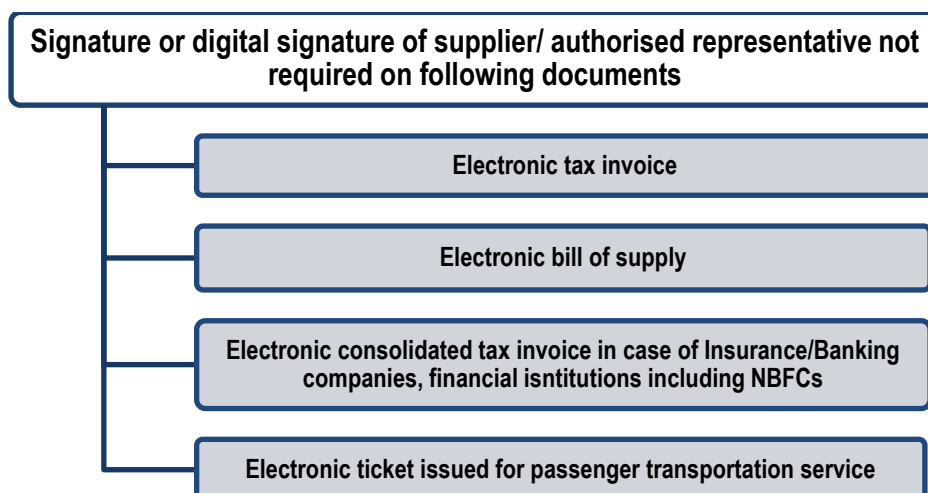 Signature or digital signature of supplier/ authorised representative not
required on following documents
Electronic tax invoice
Electronic bill of supply
Electronic consolidated tax invoice in case of Insurance/Banking
companies, financial isntitutions including NBFCs
Electronic ticket issued for passenger transportation service